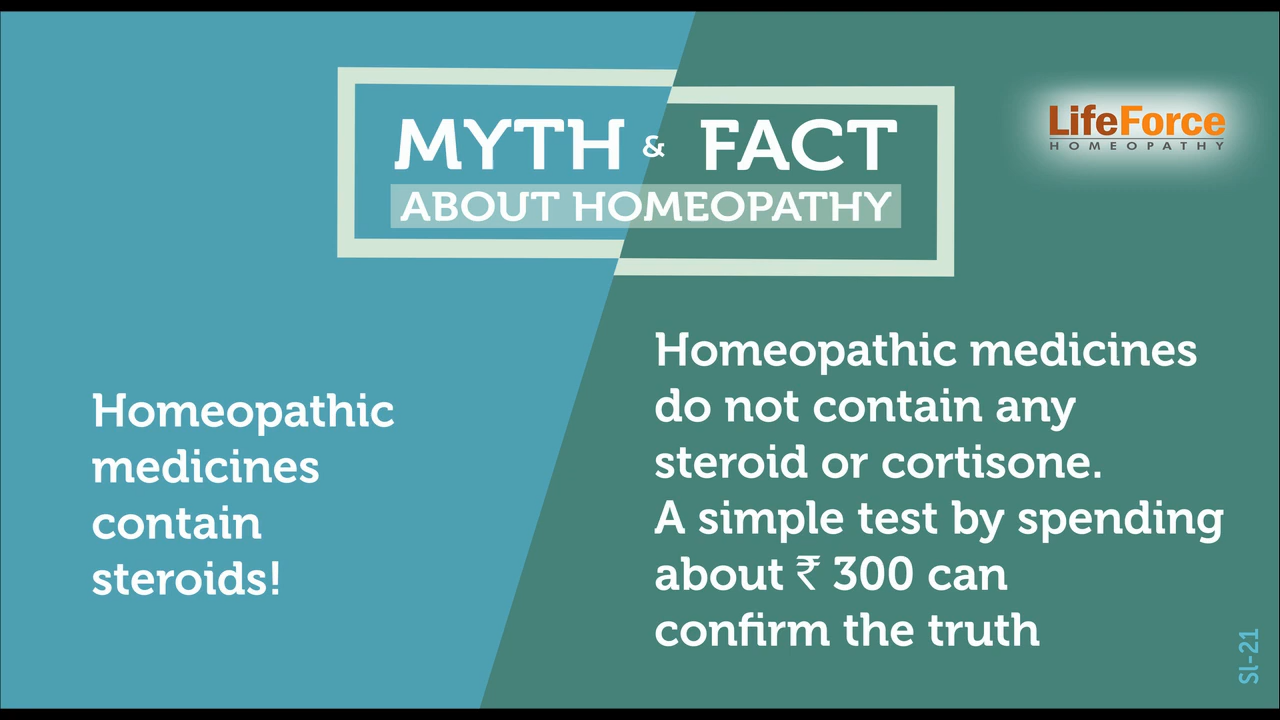 MYTH & FACT
ABOUT HOMEOPATHY
LifeForce
HOMEOPATHY
Homeopathic
medicines
contain
steroids!
Homeopathic medicines
do not contain any
steroid or cortisone.
A simple test by spending
about ₹ 300 can
confirm the truth
SI-21